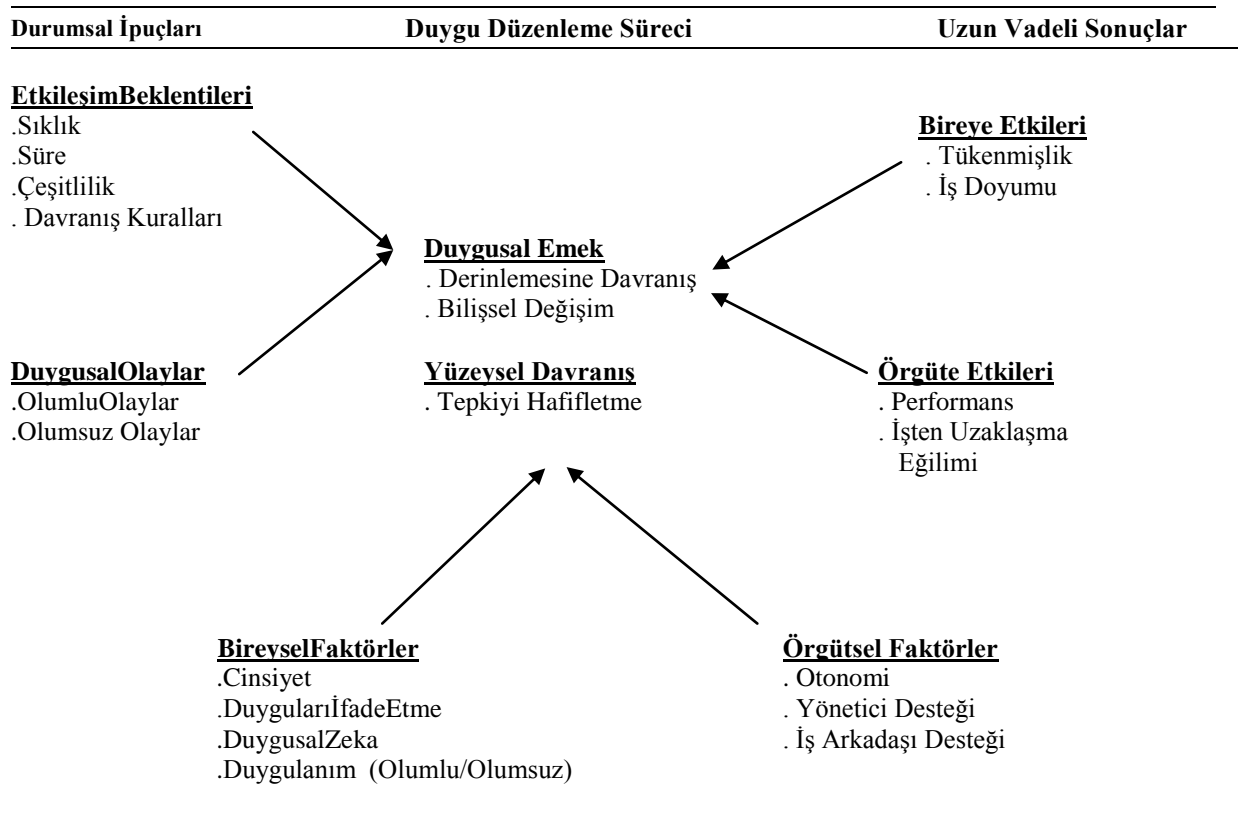 Durumsal İpuçları
Duygu Düzenleme Süreci
Uzun Vadeli Sonuçlar
EtkileşimBeklentileri
.Sıklık
.Süre
.Çeşitlilik
. Davranış Kuralları
Bireye Etkileri
. Tükenmişlik
. İş Doyumu
Duygusal Emek
. Derinlemesine Davranış
. Bilişsel Değişim
DuygusalOlaylar
.OlumluOlaylar
.Olumsuz Olaylar
Yüzeysel Davranış
. Tepkiyi Hafifletme
Örgüte Etkileri
. Performans
. İşten Uzaklaşma
Eğilimi
BireyselFaktörler
.Cinsiyet
.DuygularıİfadeEtme
.DuygusalZeka
.Duygulanım (Olumlu/Olumsuz)
Örgütsel Faktörler
. Otonomi
. Yönetici Desteği
. İş Arkadaşı Desteği